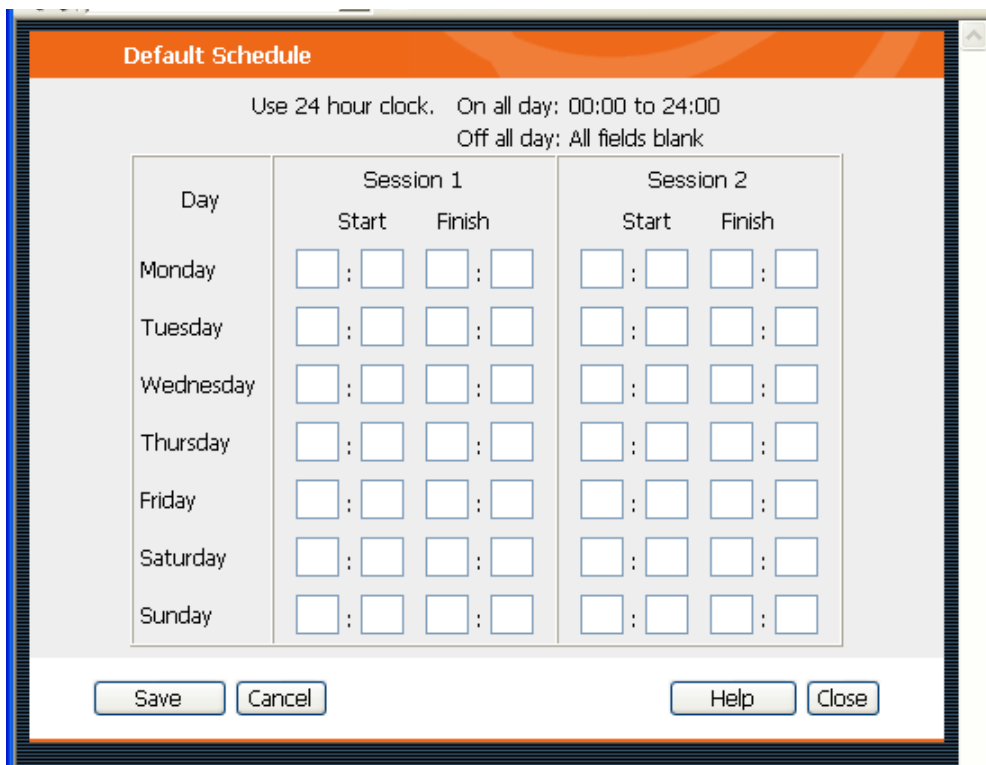 Default Schedule
Use 24 hour clock. On all day: 00:00 to 24:00
Off all day: All fields blank
Day Session 1 Session 2
Start Finish Start Finish
Monday : : : :
Tuesday : : : :
Wednesday : : : :
Thursday : : : :
Friday : : : :
Saturday : : : :
Sunday : : : :
Save Cancel Help Close